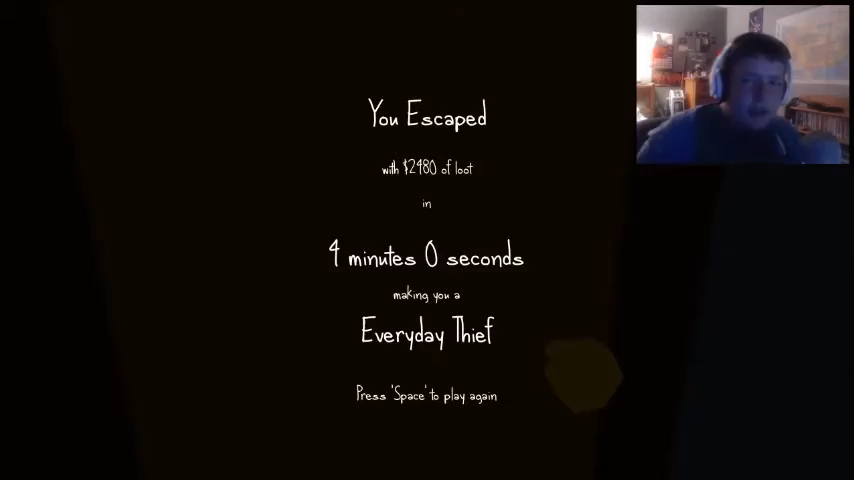 You Escaped
with $2480 of loot
in
4 minutes 0 seconds
making you a
Everyday Thief
Press 'Space' to play again